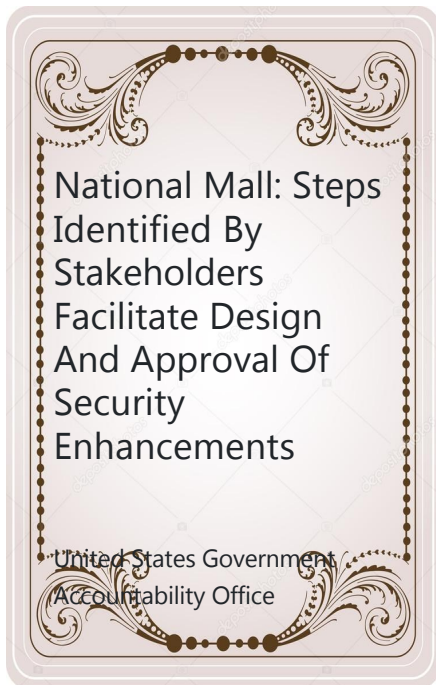 National Mall: Steps
Identified By
Stakeholders
Facilitate Design
And Approval Of
Security
Enhancements
United States Government
Accountability Office